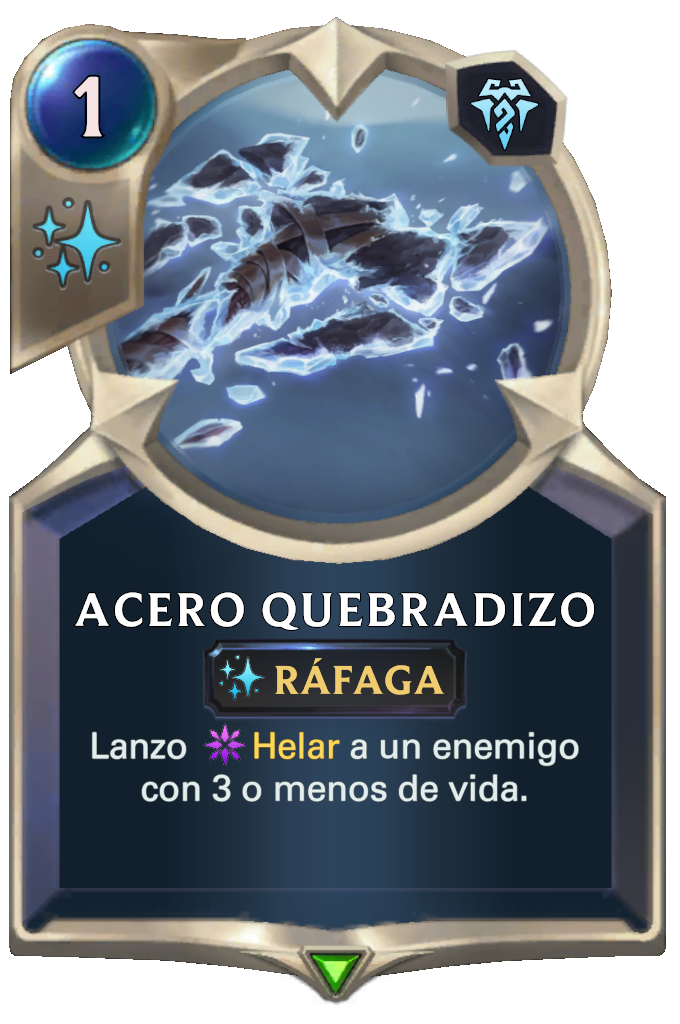 1
ACERO QUEBRADIZO
RÁFAGA
Lanzo Helar a un enemigo
con 3 o menos de vida.